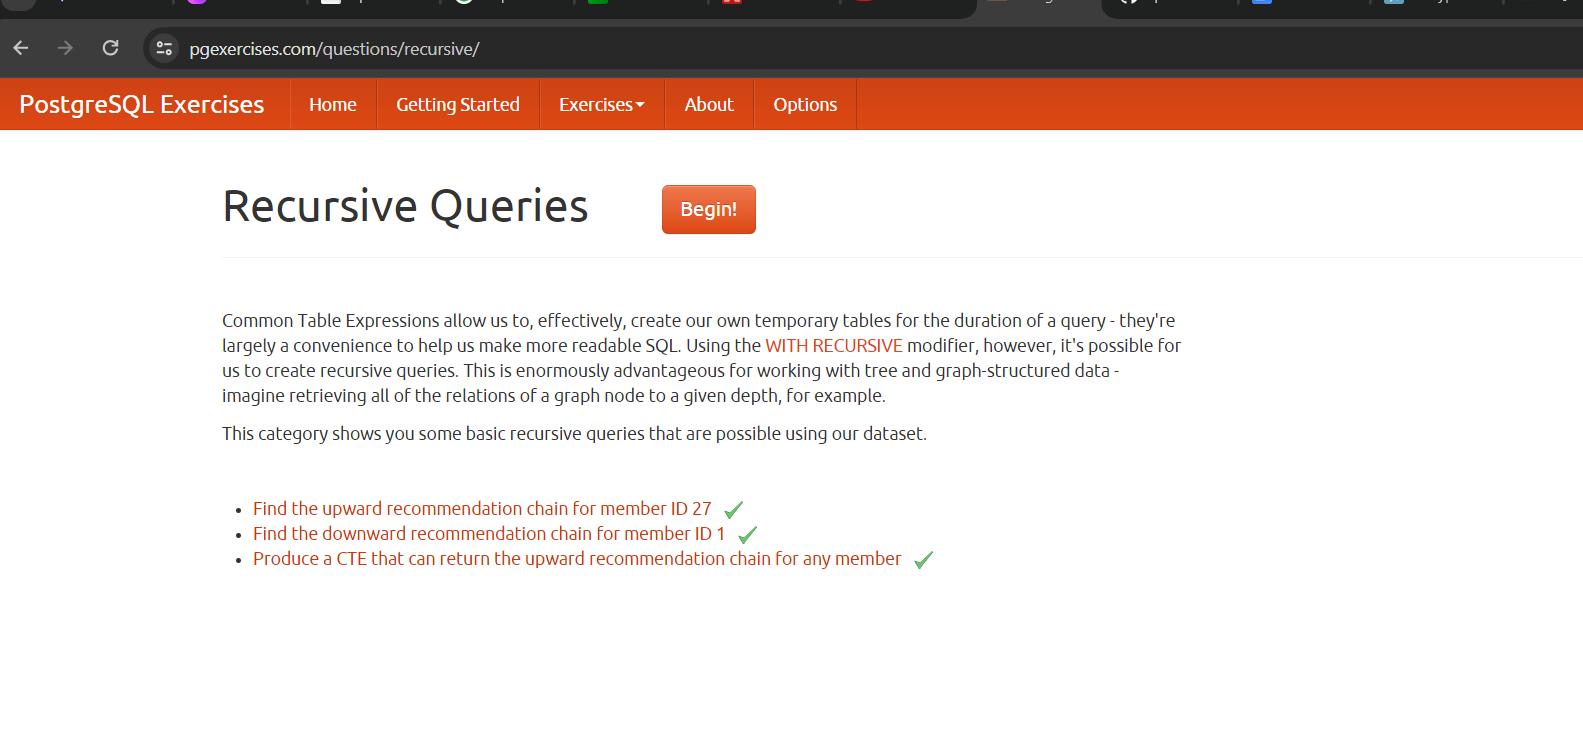 pgexercises.com/questions/recursive/
PostgreSQL Exercises Home Getting Started Exercises About Options
Recursive Queries Begin!
Common Table Expressions allow us to, effectively, create our own temporary tables for the duration of a query - they're
largely a convenience to help us make more readable SQL. Using the WITH RECURSIVE modifier, however, it's possible for
us to create recursive queries. This is enormously advantageous for working with tree and graph-structured data -
imagine retrieving all of the relations of a graph node to a given depth, for example.
This category shows you some basic recursive queries that are possible using our dataset.
Find the upward recommendation chain for member ID 27
Find the downward recommendation chain for member ID 1
Produce a CTE that can return the upward recommendation chain for any member